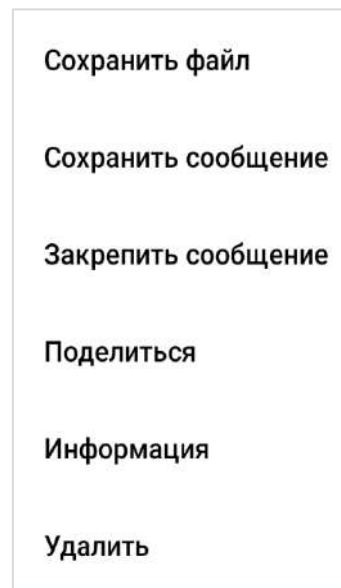 Сохранить файл
Сохранить сообщение
Закрепить сообщение
Поделиться
Информация
Удалить